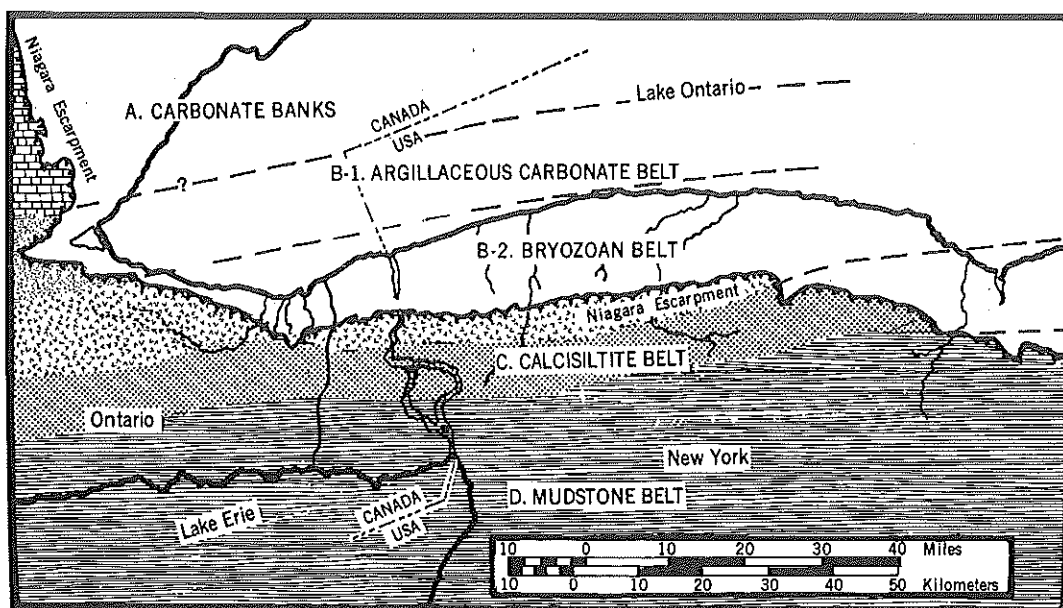 Niagara Escarpment
A. CARBONATE BANKS
CANADA
USA
Lake Ontario
?
B-1. ARGILLACEOUS CARBONATE BELT
B-2. BRYOZOAN BELT
Niagara Escarpment
C. CALCISILTITE BELT
Ontario
New York
D. MUDSTONE BELT
Lake Erie
CANADA
USA
10 0 10 20 30 40 Miles
10 0 10 20 30 40 50 Kilometers